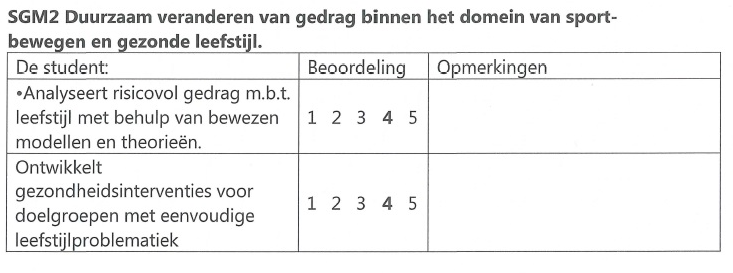 SGM2 Duurzaam veranderen van gedrag binnen het domein van sport-
bewegen en gezonde leefstijl.
De student: Beoordeling Opmerkingen
•Analyseert risicovol gedrag m.b.t.
leefstijl met behulp van bewezen 1 2 3 4 5
modellen en theorieën.
Ontwikkelt
gezondheidsinterventies voor
doelgroepen met eenvoudige 1 2 3 4 5
leefstijlproblematiek